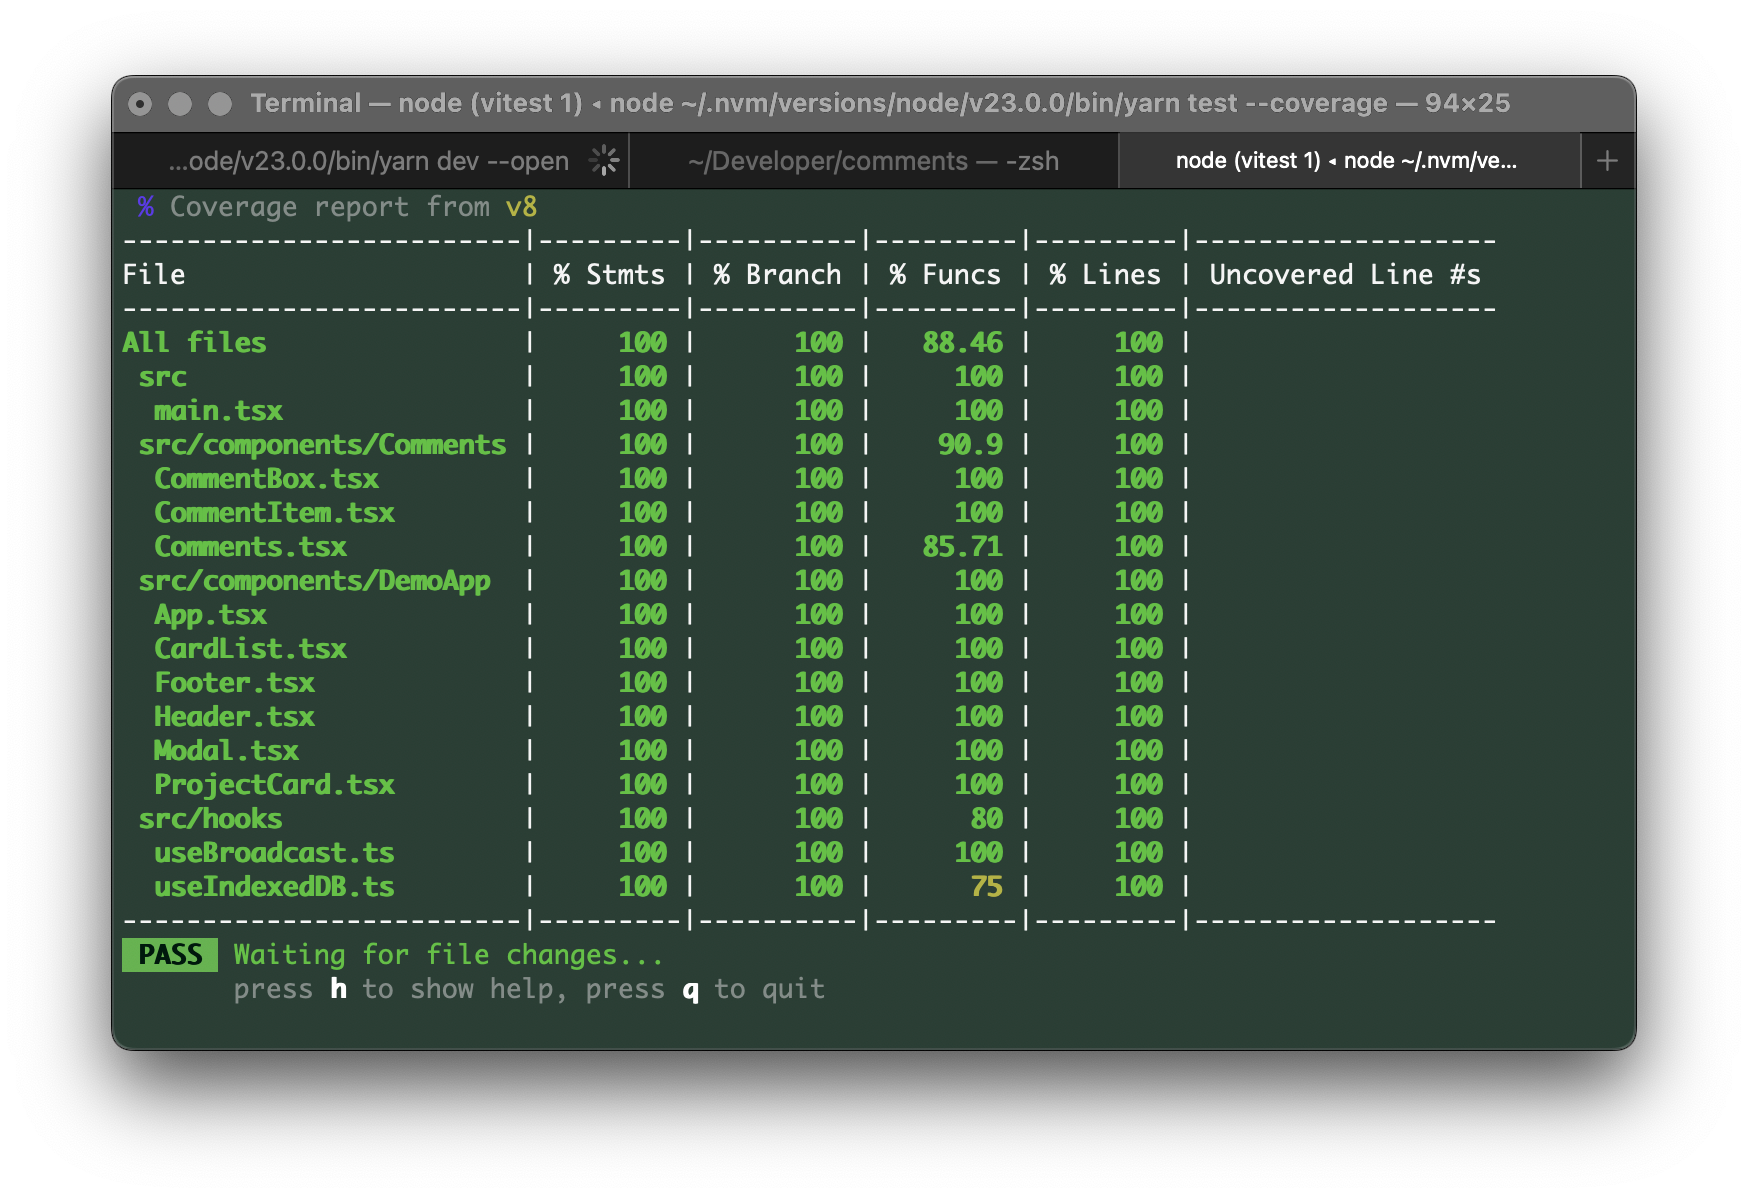 Terminal — node (vitest 1) ◂ node ~/.nvm/versions/node/v23.0.0/bin/yarn test --coverage — 94×25
...ode/v23.0.0/bin/yarn dev --open ~/Developer/comments — -zsh node (vitest 1) ◂ node ~/.nvm/ve... +
% Coverage report from v8
-------------------------|---------|----------|---------|---------|-------------------
File                     | % Stmts | % Branch | % Funcs | % Lines | Uncovered Line #s
-------------------------|---------|----------|---------|---------|-------------------
All files                |     100 |      100 |   88.46 |     100 |
 src                     |     100 |      100 |     100 |     100 |
  main.tsx               |     100 |      100 |     100 |     100 |
 src/components/Comments |     100 |      100 |    90.9 |     100 |
  CommentBox.tsx         |     100 |      100 |     100 |     100 |
  CommentItem.tsx        |     100 |      100 |     100 |     100 |
  Comments.tsx           |     100 |      100 |   85.71 |     100 |
 src/components/DemoApp  |     100 |      100 |     100 |     100 |
  App.tsx                |     100 |      100 |     100 |     100 |
  CardList.tsx           |     100 |      100 |     100 |     100 |
  Footer.tsx             |     100 |      100 |     100 |     100 |
  Header.tsx             |     100 |      100 |     100 |     100 |
  Modal.tsx              |     100 |      100 |     100 |     100 |
  ProjectCard.tsx        |     100 |      100 |     100 |     100 |
 src/hooks               |     100 |      100 |      80 |     100 |
  useBroadcast.ts        |     100 |      100 |     100 |     100 |
  useIndexedDB.ts        |     100 |      100 |      75 |     100 |
-------------------------|---------|----------|---------|---------|-------------------
PASS Waiting for file changes...
press h to show help, press q to quit